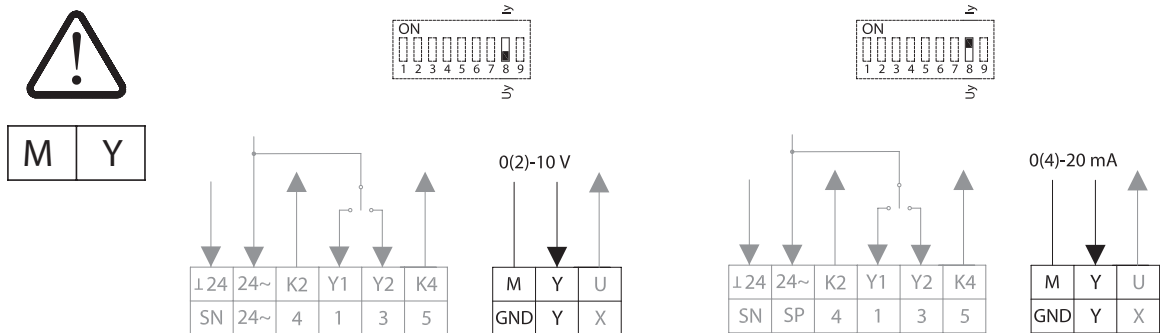 Iy
ON
1 2 3 4 5 6 7 8 9
Uy
Iy
ON
1 2 3 4 5 6 7 8 9
Uy
M Y
0(2)-10 V
0(4)-20 mA
⊥24 24~ K2 Y1 Y2 K4
SN 24~ 4 1 3 5
M Y U
GND Y X
⊥24 24~ K2 Y1 Y2 K4
SN SP 4 1 3 5
M Y U
GND Y X